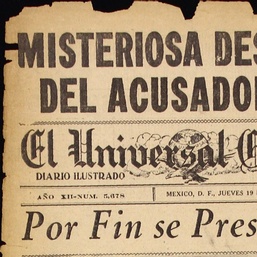 MISTERIOSA DES
DEL ACUSADO
El Universal
DIARIO ILUSTRADO
AÑO XII-NUM. 5,678
MEXICO, D. F., JUEVES 19
Por Fin se Pres